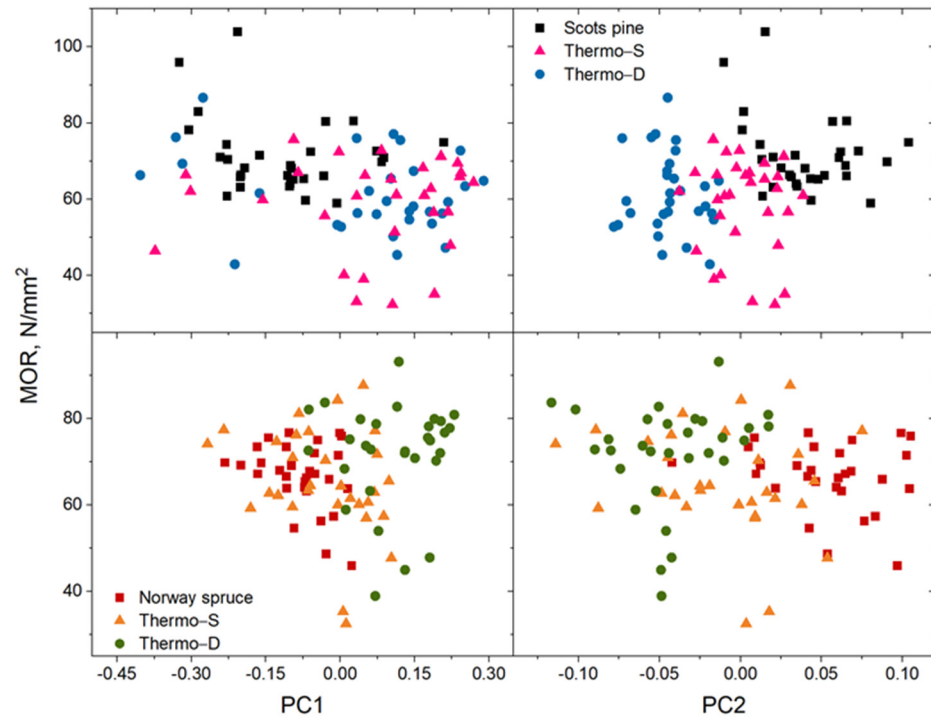 Scots pine
Thermo–S
Thermo–D
100
80
60
40
MOR, N/mm²
80
60
40
Norway spruce
Thermo–S
Thermo–D
-0.45 -0.30 -0.15 0.00 0.15 0.30 -0.10 -0.05 0.00 0.05 0.10
PC1 PC2